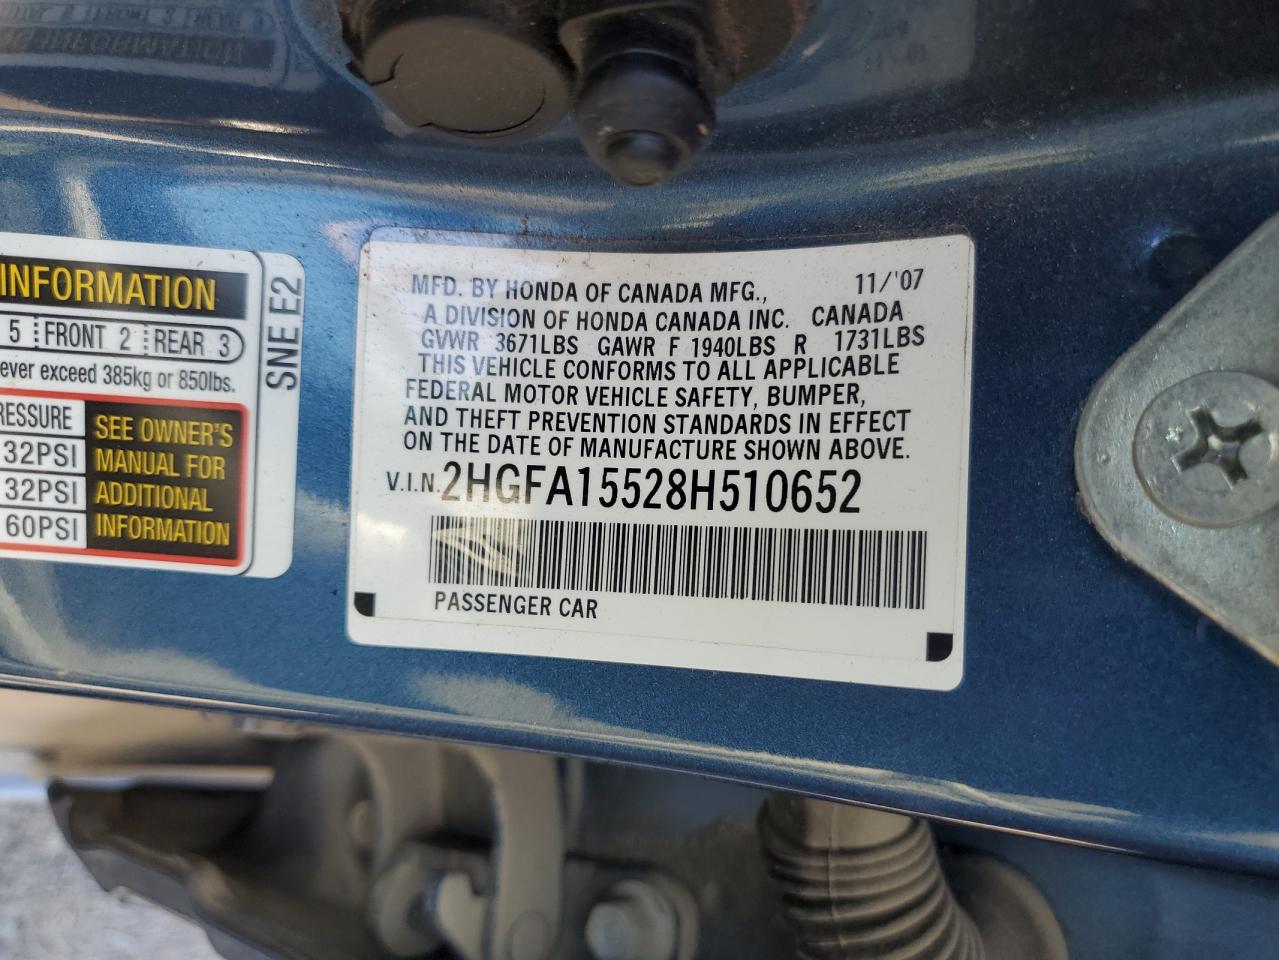 INFORMATION
5 FRONT 2 REAR 3
ever exceed 385kg or 850lbs.
RESSURE
32PSI
32PSI
60PSI
SEE OWNER'S
MANUAL FOR
ADDITIONAL
INFORMATION
SNE E2
MFD. BY HONDA OF CANADA MFG., 11/'07
A DIVISION OF HONDA CANADA INC. CANADA
GVWR 3671LBS GAWR F 1940LBS R 1731LBS
THIS VEHICLE CONFORMS TO ALL APPLICABLE
FEDERAL MOTOR VEHICLE SAFETY, BUMPER,
AND THEFT PREVENTION STANDARDS IN EFFECT
ON THE DATE OF MANUFACTURE SHOWN ABOVE.
V.I.N. 2HGFA15528H510652
PASSENGER CAR